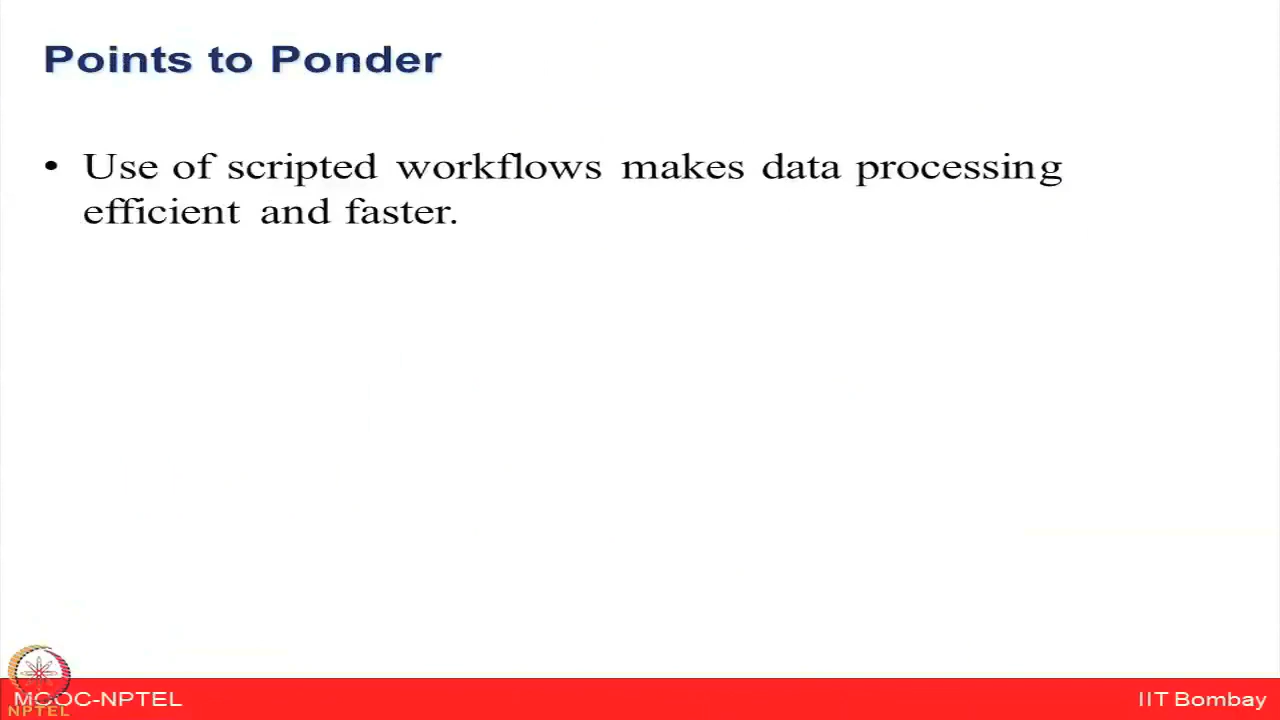 Points to Ponder
• Use of scripted workflows makes data processing
efficient and faster.
MOOC-NPTEL
NPTEL
IIT Bombay